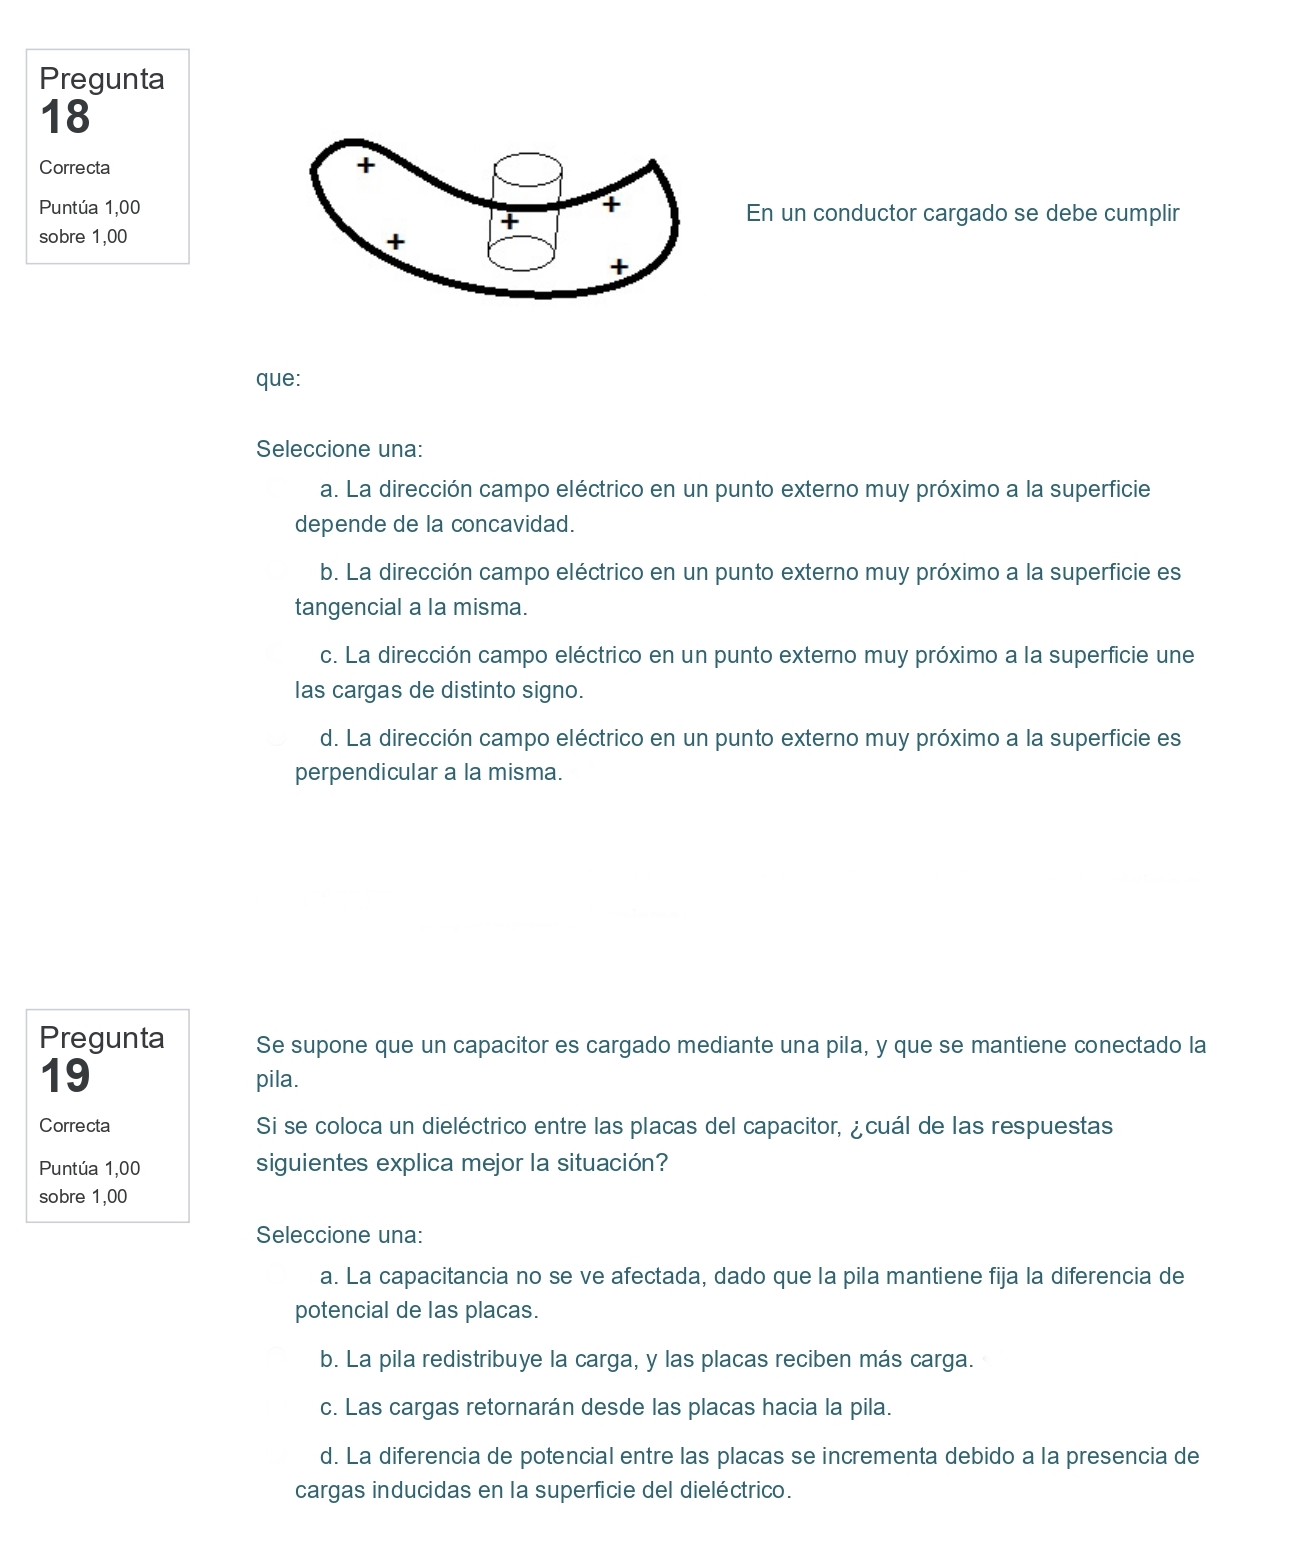 Pregunta
18
Correcta
Puntúa 1,00
sobre 1,00
+
+
+
+
+
En un conductor cargado se debe cumplir
que:
Seleccione una:
a. La dirección campo eléctrico en un punto externo muy próximo a la superficie
depende de la concavidad.
b. La dirección campo eléctrico en un punto externo muy próximo a la superficie es
tangencial a la misma.
c. La dirección campo eléctrico en un punto externo muy próximo a la superficie une
las cargas de distinto signo.
d. La dirección campo eléctrico en un punto externo muy próximo a la superficie es
perpendicular a la misma.
Pregunta
19
Correcta
Puntúa 1,00
sobre 1,00
Se supone que un capacitor es cargado mediante una pila, y que se mantiene conectado la
pila.
Si se coloca un dieléctrico entre las placas del capacitor, ¿cuál de las respuestas
siguientes explica mejor la situación?
Seleccione una:
a. La capacitancia no se ve afectada, dado que la pila mantiene fija la diferencia de
potencial de las placas.
b. La pila redistribuye la carga, y las placas reciben más carga.
c. Las cargas retornarán desde las placas hacia la pila.
d. La diferencia de potencial entre las placas se incrementa debido a la presencia de
cargas inducidas en la superficie del dieléctrico.